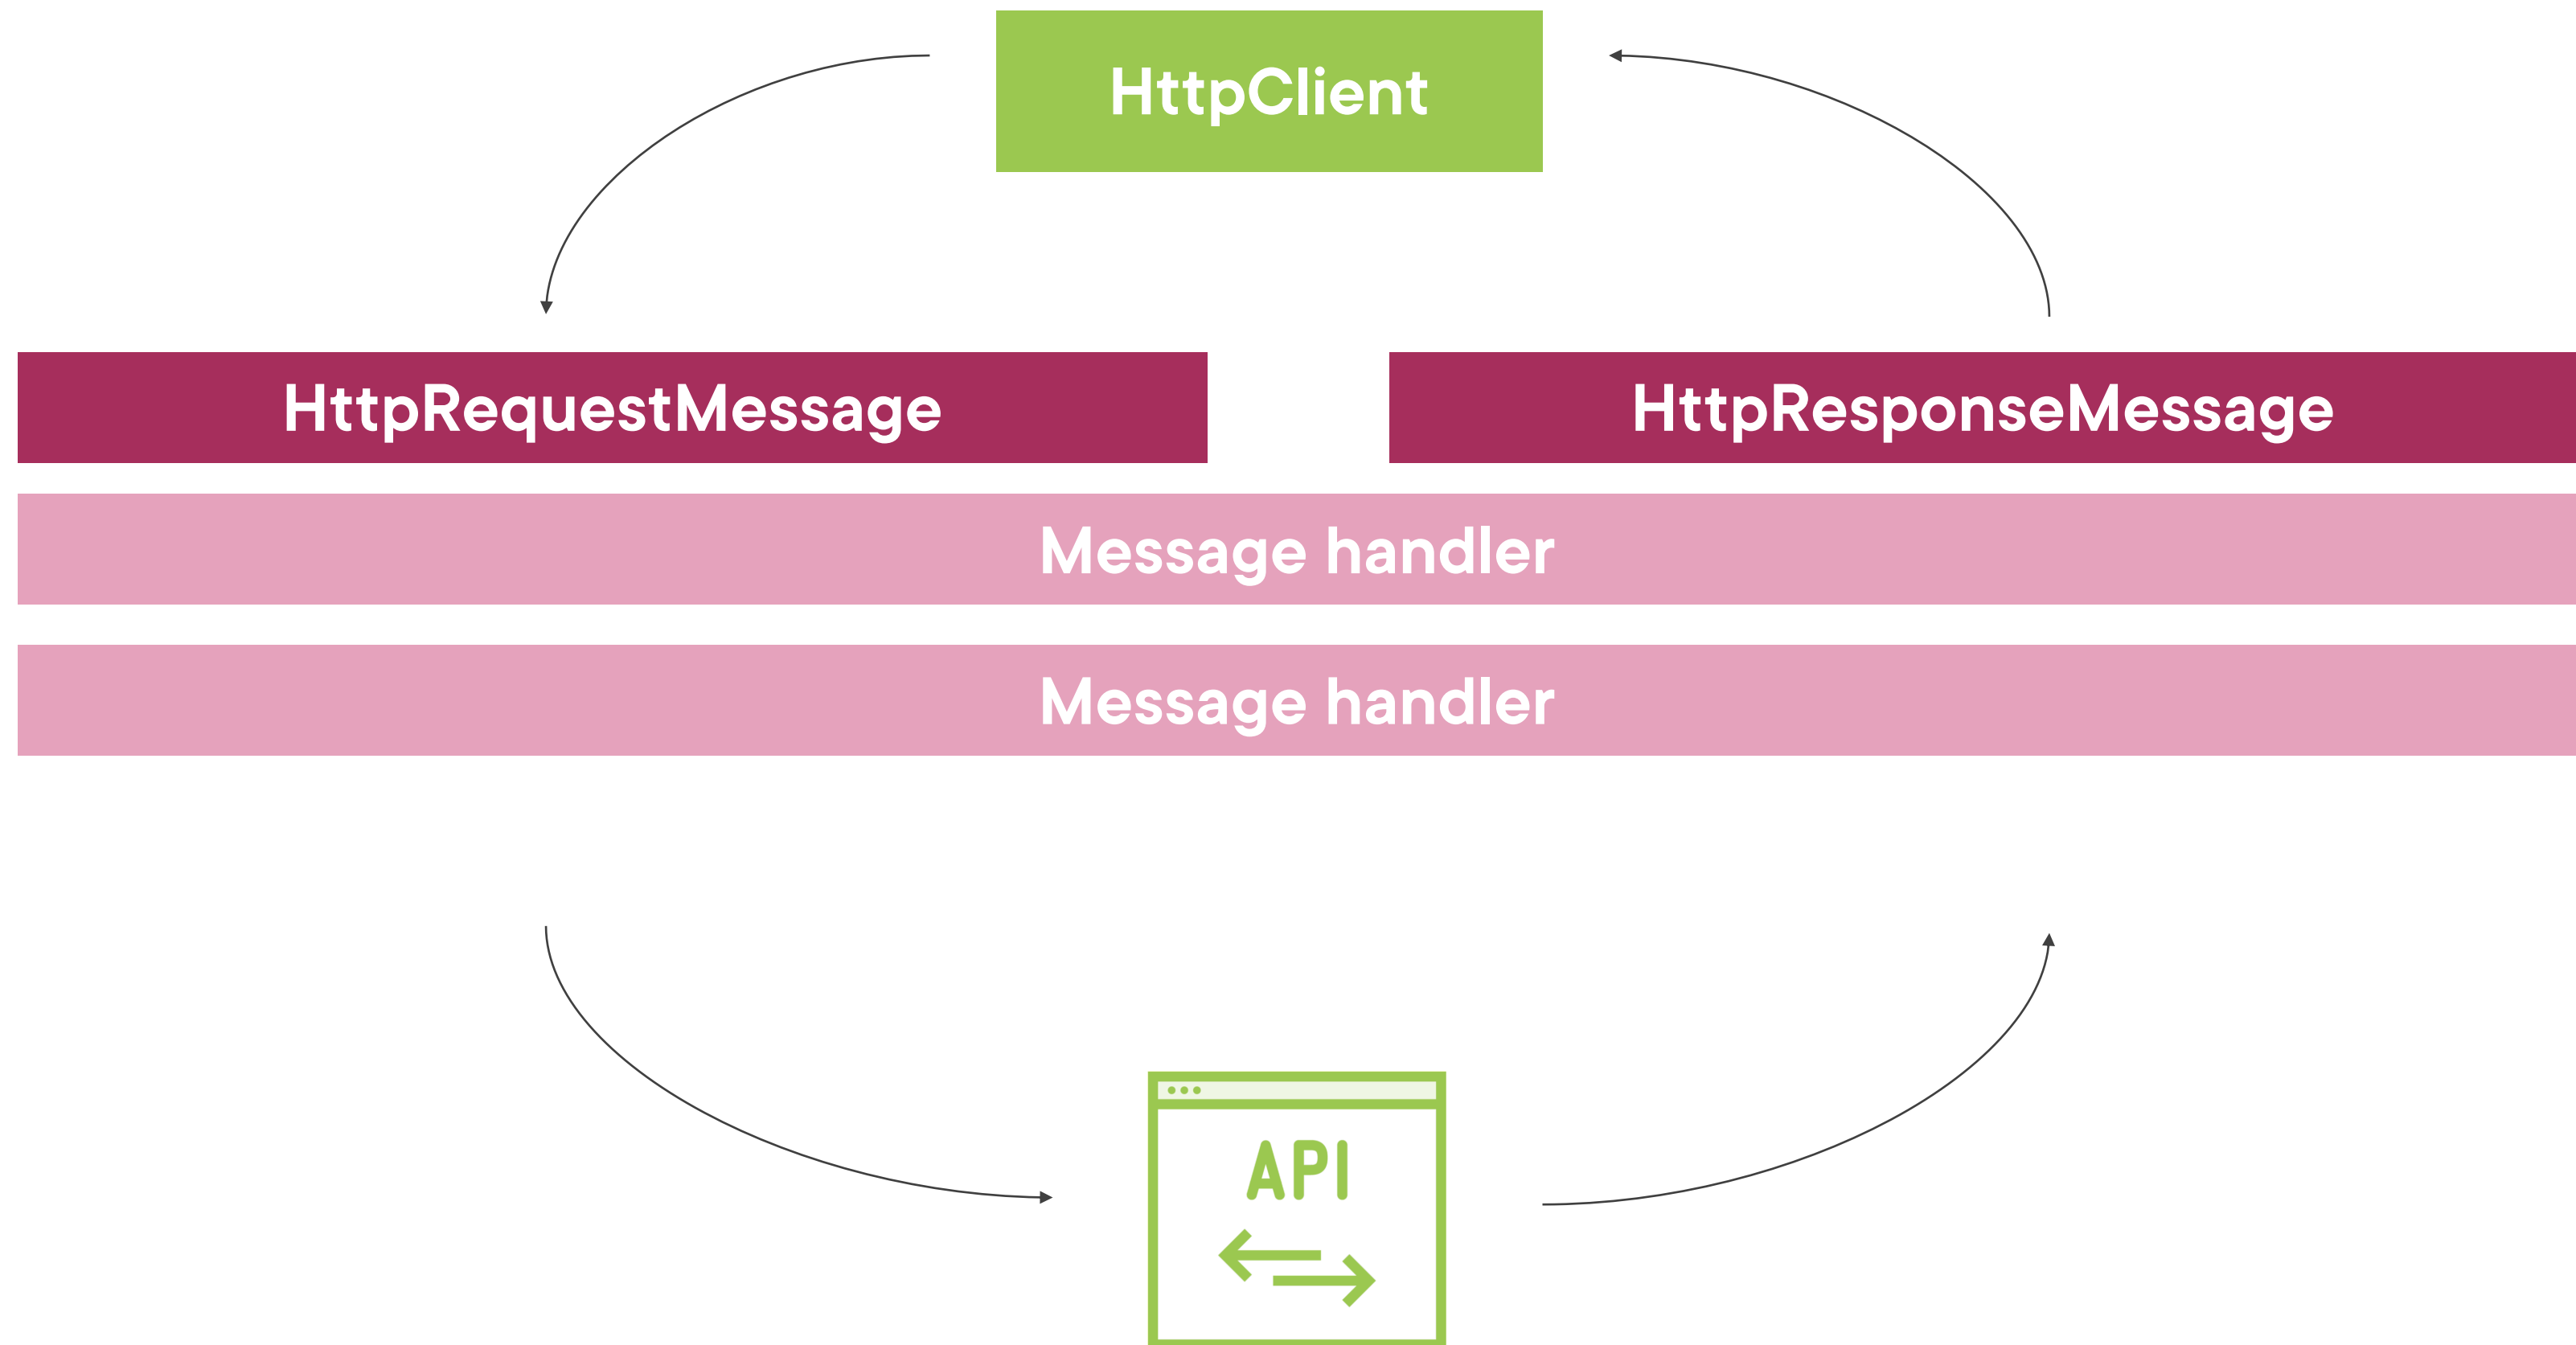 HttpClient
HttpRequestMessage
HttpResponseMessage
Message handler
Message handler
API